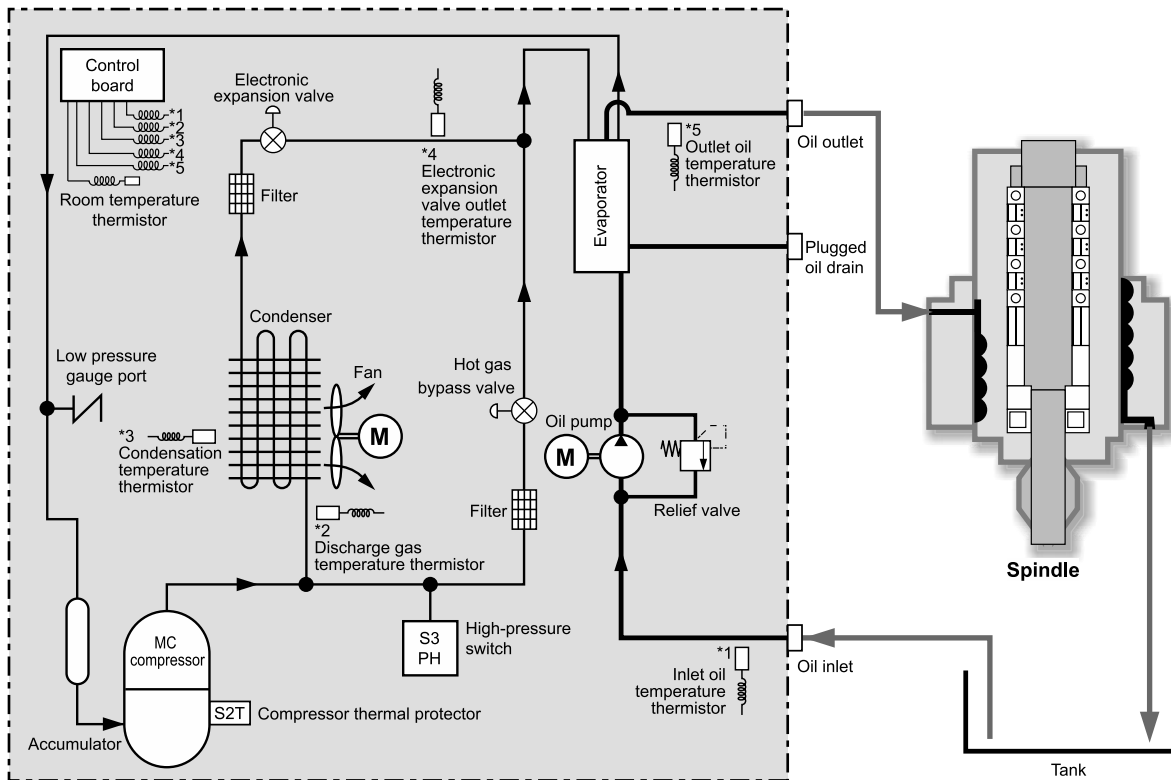 Control
board
*1
*2
*3
*4
*5
Room temperature
thermistor
Electronic
expansion valve
Filter
*4
Electronic
expansion
valve outlet
temperature
thermistor
Evaporator
*5
Outlet oil
temperature
thermistor
Oil outlet
Plugged
oil drain
Low pressure
gauge port
Condenser
Fan
M
Hot gas
bypass valve
*3
Condensation
temperature
thermistor
Oil pump
M
Relief valve
Filter
*2
Discharge gas
temperature thermistor
Spindle
MC
compressor
S3
PH
High-pressure
switch
S2T
Compressor thermal protector
Accumulator
*1
Inlet oil
temperature
thermistor
Oil inlet
Tank